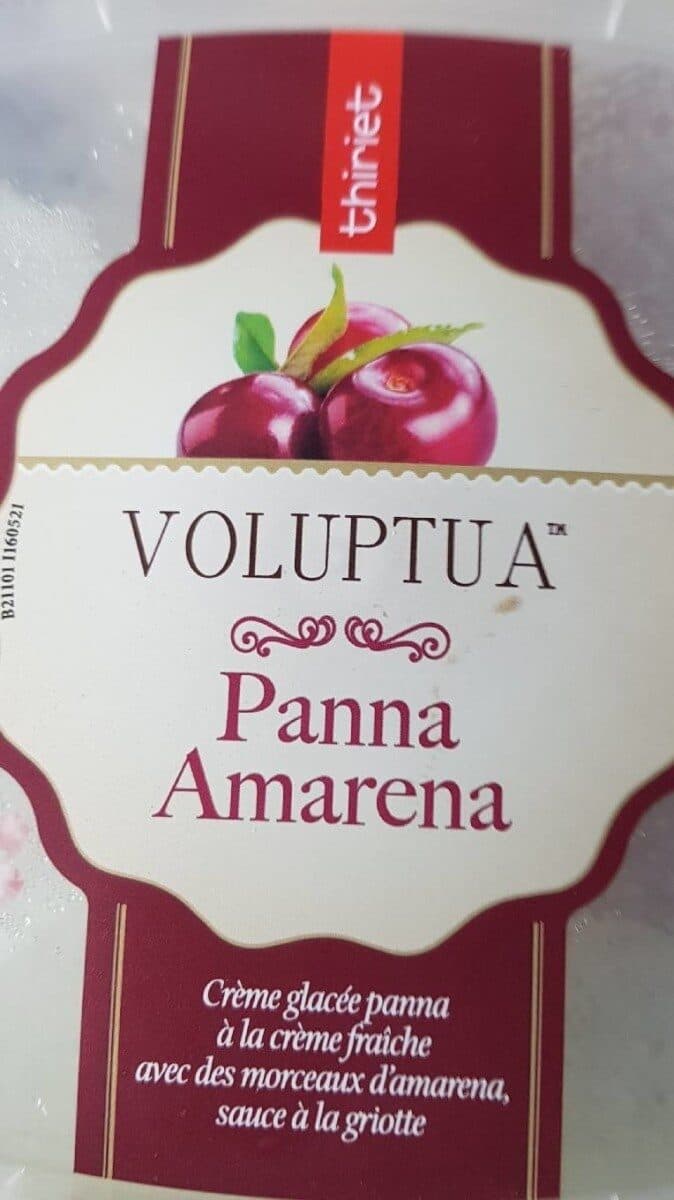 thiriet
VOLUPTUA™
Panna
Amarena
Crème glacée panna
à la crème fraîche
avec des morceaux d'amarena,
sauce à la griotte
B21101 1160521